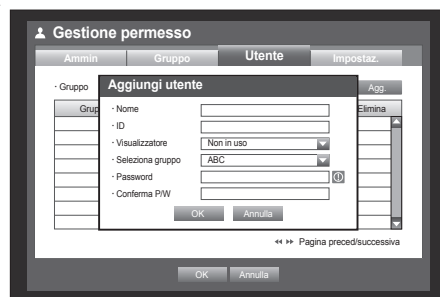 Gestione permesso
Ammin Gruppo Utente Impostaz.
· Gruppo Agg.
Aggiungi utente
Elimina
· Nome
· ID
· Visualizzatore Non in uso
· Seleziona gruppo ABC
· Password
· Conferma P/W
OK Annulla
Pagina preced/successiva
OK Annulla